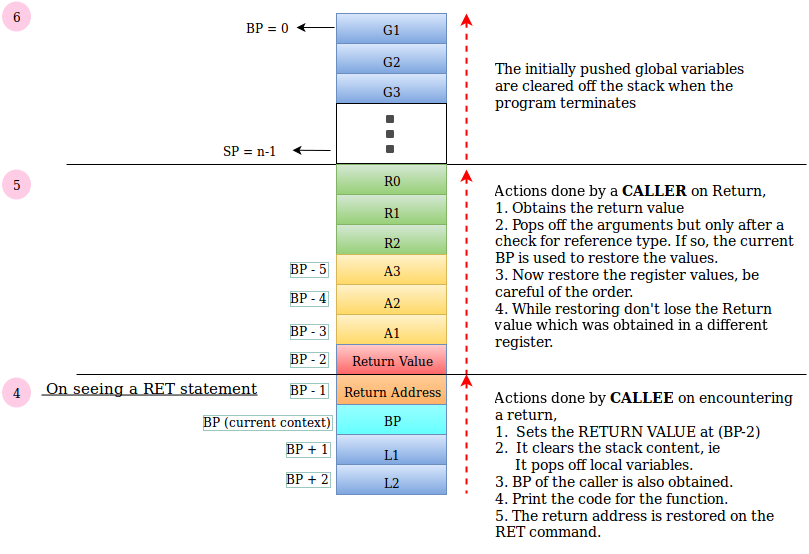 6
BP = 0
G1
G2
G3
The initially pushed global variables
are cleared off the stack when the
program terminates
SP = n-1
5
R0
R1
R2
BP - 5
A3
BP - 4
A2
BP - 3
A1
BP - 2
Return Value
Actions done by a CALLER on Return,
1. Obtains the return value
2. Pops off the arguments but only after a
check for reference type. If so, the current
BP is used to restore the values.
3. Now restore the register values, be
careful of the order.
4. While restoring don't lose the Return
value which was obtained in a different
register.
4
On seeing a RET statement
BP - 1
Return Address
BP (current context)
BP
BP + 1
L1
BP + 2
L2
Actions done by CALLEE on encountering
a return,
1. Sets the RETURN VALUE at (BP-2)
2. It clears the stack content, ie
It pops off local variables.
3. BP of the caller is also obtained.
4. Print the code for the function.
5. The return address is restored on the
RET command.